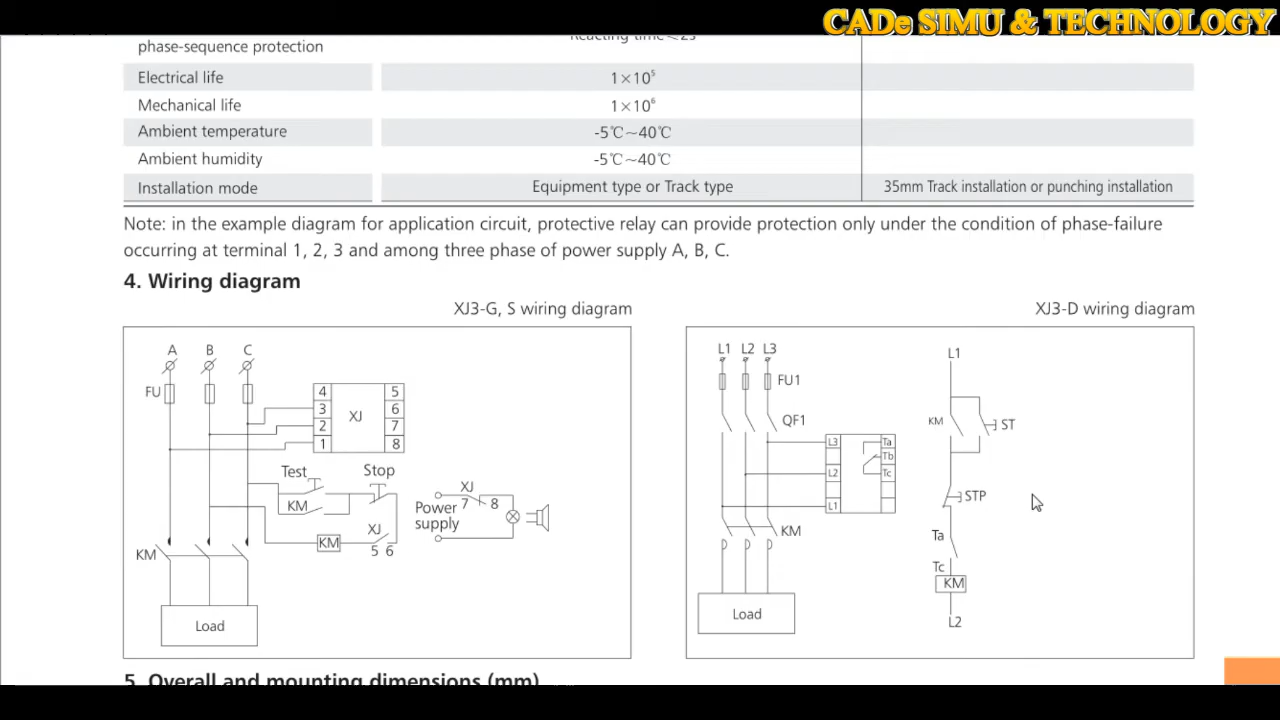 CADe SIMU & TECHNOLOGY
phase-sequence protection
Reacting time≤2s
Electrical life 1×10⁵
Mechanical life 1×10⁶
Ambient temperature -5℃~40℃
Ambient humidity -5℃~40℃
Installation mode Equipment type or Track type 35mm Track installation or punching installation
Note: in the example diagram for application circuit, protective relay can provide protection only under the condition of phase-failure
occurring at terminal 1, 2, 3 and among three phase of power supply A, B, C.
4. Wiring diagram
XJ3-G, S wiring diagram
A B C
FU
4 5
3 XJ 6
2 7
1 8
Test Stop
KM
XJ
KM
5 6
XJ
Power 7 8
supply
KM
Load
XJ3-D wiring diagram
L1 L2 L3
FU1
QF1
L3 Ta
Tb
L2 Tc
L1
KM
Load
L1
KM ST
STP
Ta
Tc
KM
L2
5. Overall and mounting dimensions (mm)